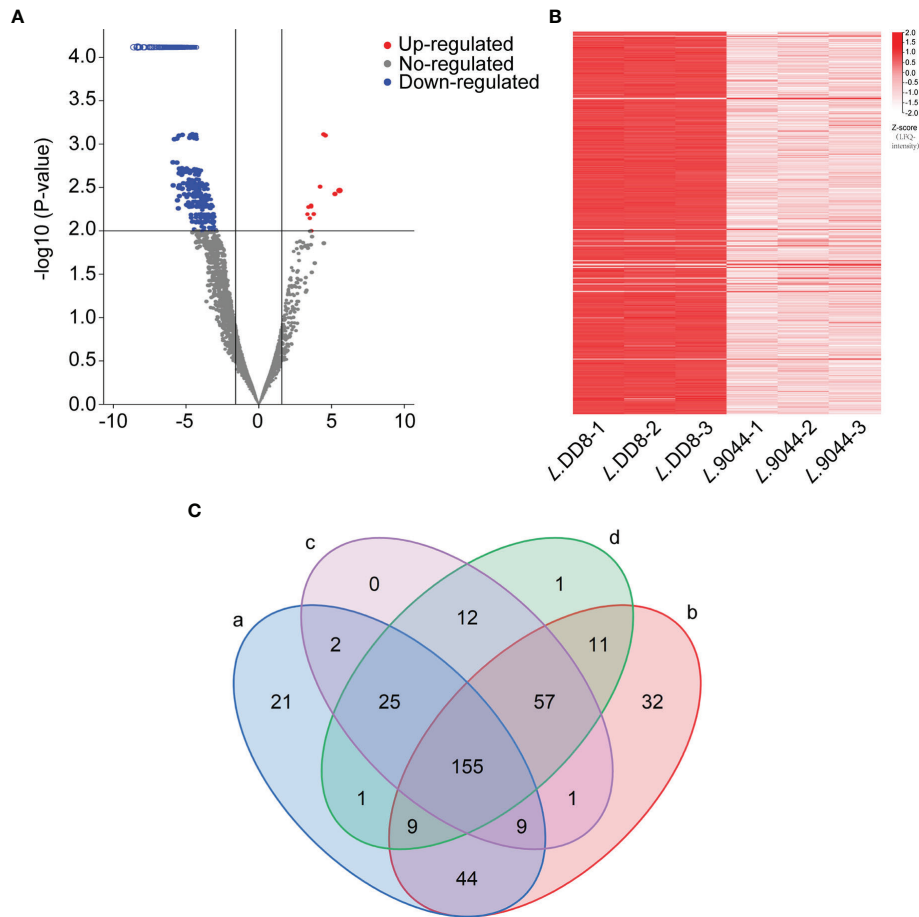 A
-log10 (P-value)
4.0
3.5
3.0
2.5
2.0
1.5
1.0
0.5
0.0
-10
-5
0
5
10
Up-regulated
No-regulated
Down-regulated
B
2.0
1.5
1.0
0.5
0.0
-0.5
-1.0
-1.5
-2.0
Z-score
(LFQ-
intensity)
L.DD8-1
L.DD8-2
L.DD8-3
L.9044-1
L.9044-2
L.9044-3
C
c
d
a
b
0
1
2
12
11
21
25
57
32
155
1
9
9
1
44